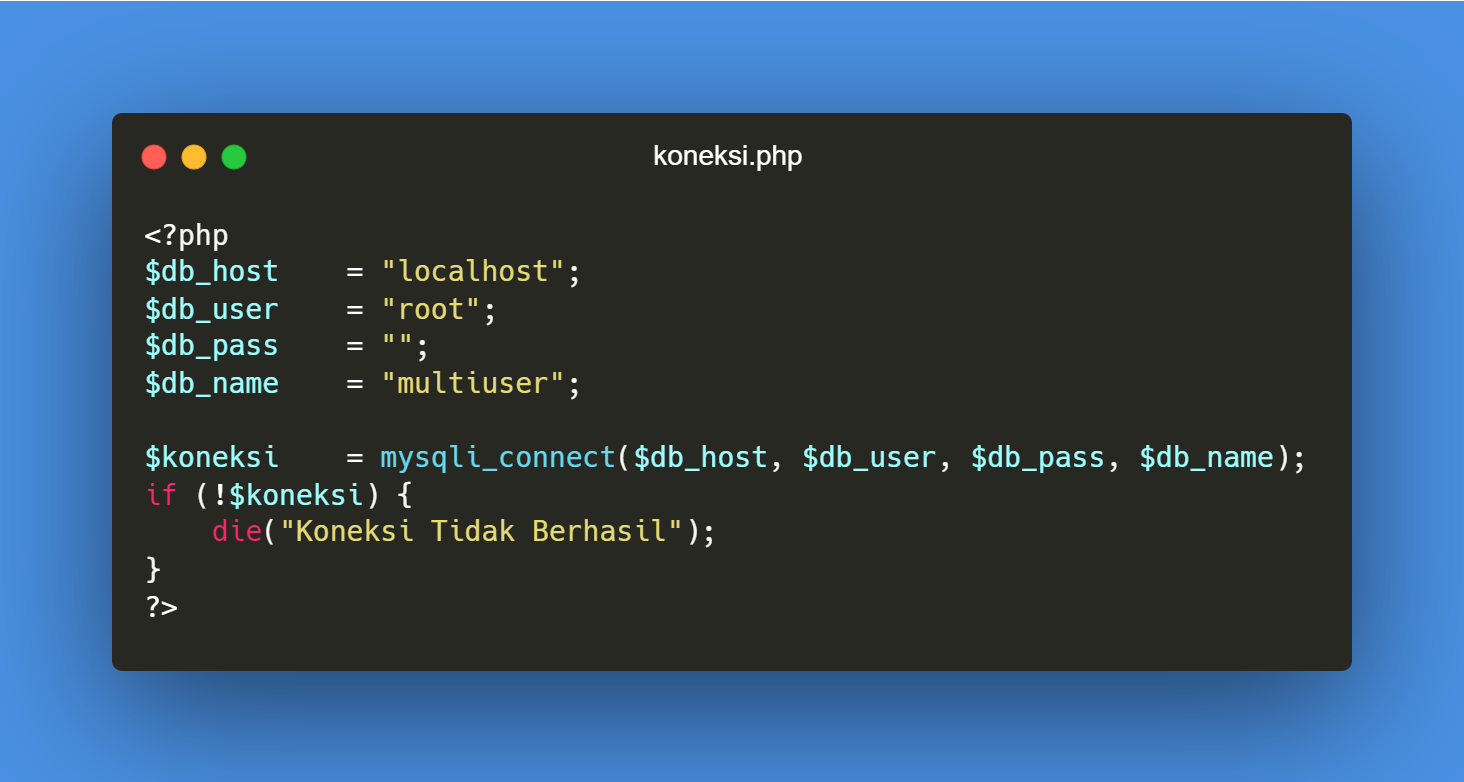 koneksi.php
<?php
$db_host    = "localhost";
$db_user    = "root";
$db_pass    = "";
$db_name    = "multiuser";

$koneksi    = mysqli_connect($db_host, $db_user, $db_pass, $db_name);
if (!$koneksi) {
    die("Koneksi Tidak Berhasil");
}
?>